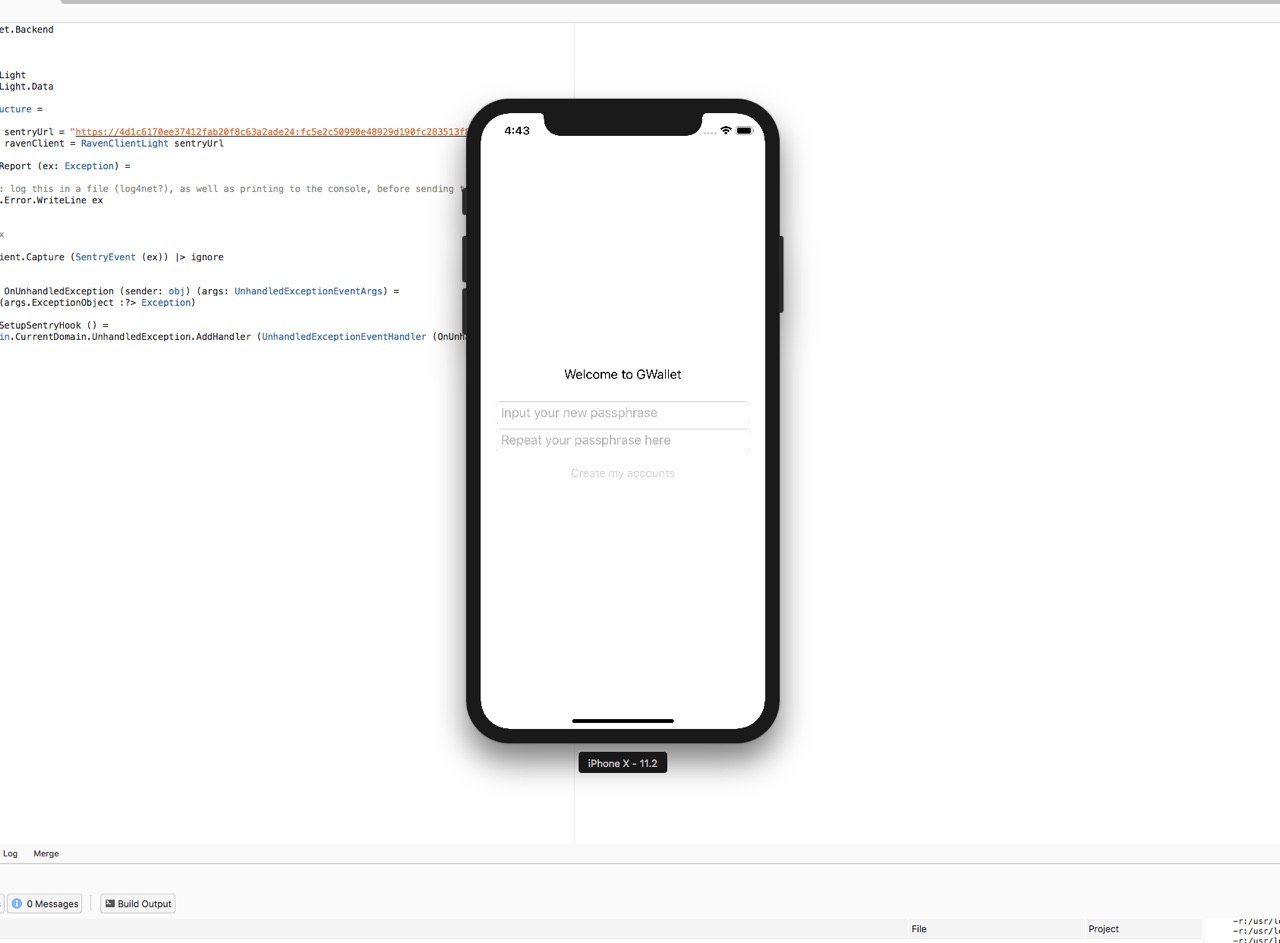 et.Backend
Light
Light.Data
ucture =
sentryUrl = "https://4d1c6170ee37412fab20f8c63a2ade24:fc5e2c50990e48929d190fc283513f8
ravenClient = RavenClientLight sentryUrl
Report (ex: Exception) =
: log this in a file (log4net?), as well as printing to the console, before sending
.Error.WriteLine ex
x
ient.Capture (SentryEvent (ex)) |> ignore
OnUnhandledException (sender: obj) (args: UnhandledExceptionEventArgs) =
(args.ExceptionObject :?> Exception)
SetupSentryHook () =
in.CurrentDomain.UnhandledException.AddHandler (UnhandledExceptionEventHandler (OnUnh
4:43
Welcome to GWallet
Input your new passphrase
Repeat your passphrase here
Create my accounts
iPhone X - 11.2
Log Merge
0 Messages Build Output
File Project
-r:/usr/l
-r:/usr/l